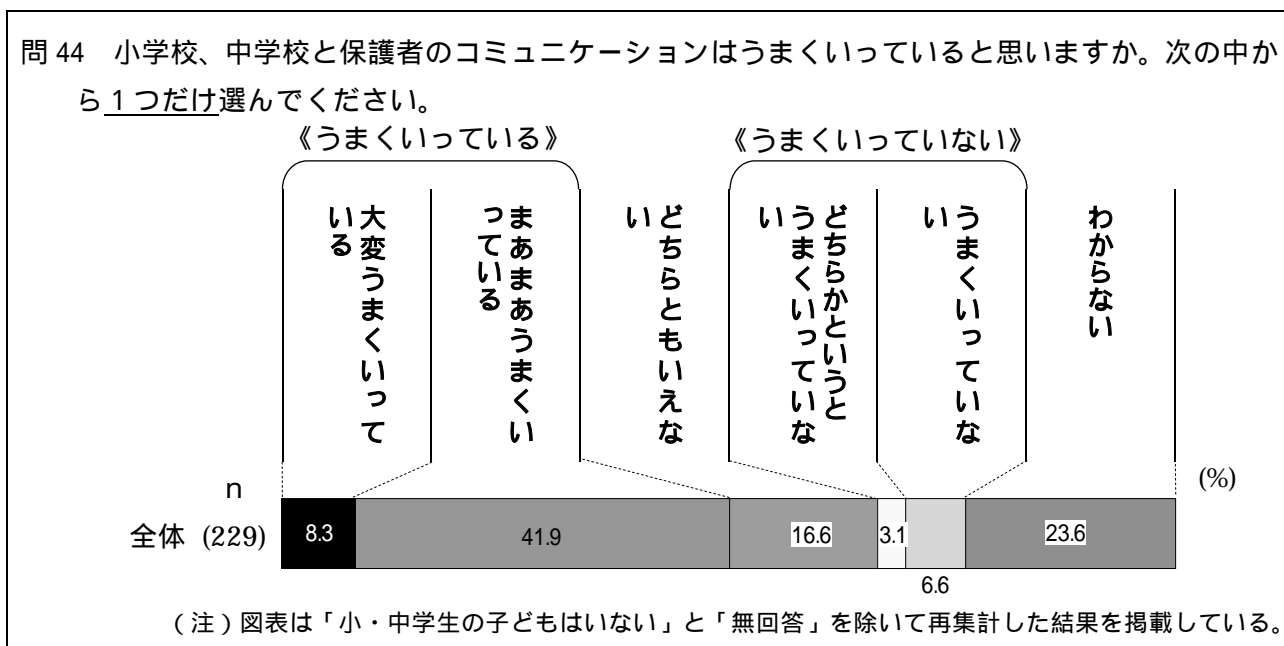 問44　小学校、中学校と保護者のコミュニケーションはうまくいっていると思いますか。次の中か
ら１つだけ選んでください。
《うまくいっている》
《うまくいっていない》
大変うまくいって
いる
まあまあうまくい
っている
どちらともいえな
い
どちらかというと
うまくいっていな
い
うまくいっていな
い
わからない
(%)
n
全体 (229)
8.3
41.9
16.6
3.1
6.6
23.6
（注）図表は「小・中学生の子どもはいない」と「無回答」を除いて再集計した結果を掲載している。